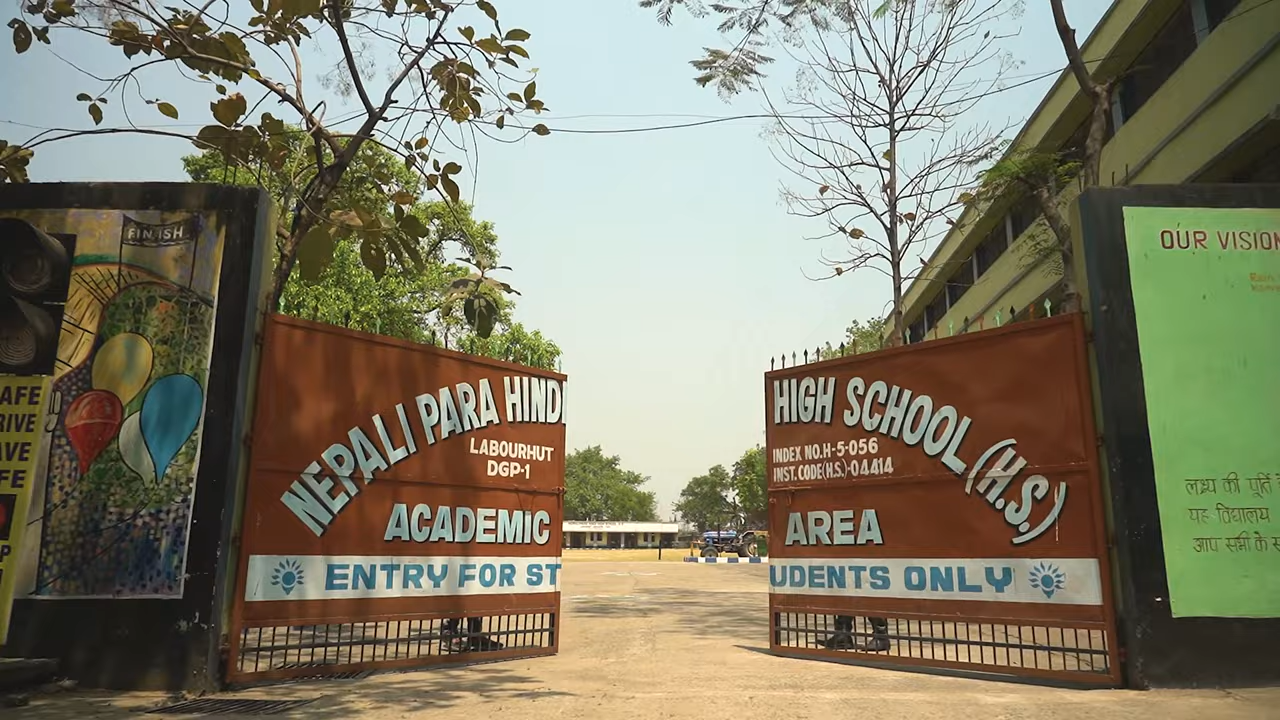 FINISH
AFE
RIVE
AVE
FE
P
NEPALI PARA HINDI
LABOURHUT
DGP-1
ACADEMIC
ENTRY FOR ST
HIGH SCHOOL (H.S.)
INDEX NO.H-5-056
INST. CODE(H.S.)-04414
AREA
UDENTS ONLY
OUR VISION
लक्ष्य की पूर्ति
यह विद्यालय
आप सभी के स